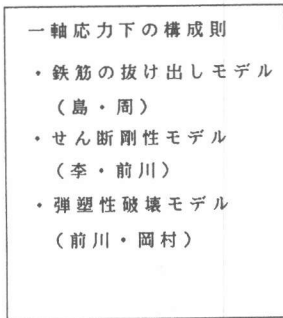 一軸応力下の構成則
・鉄筋の抜け出しモデル
(島・周)
・せん断剛性モデル
(李・前川)
・弾塑性破壊モデル
(前川・岡村)